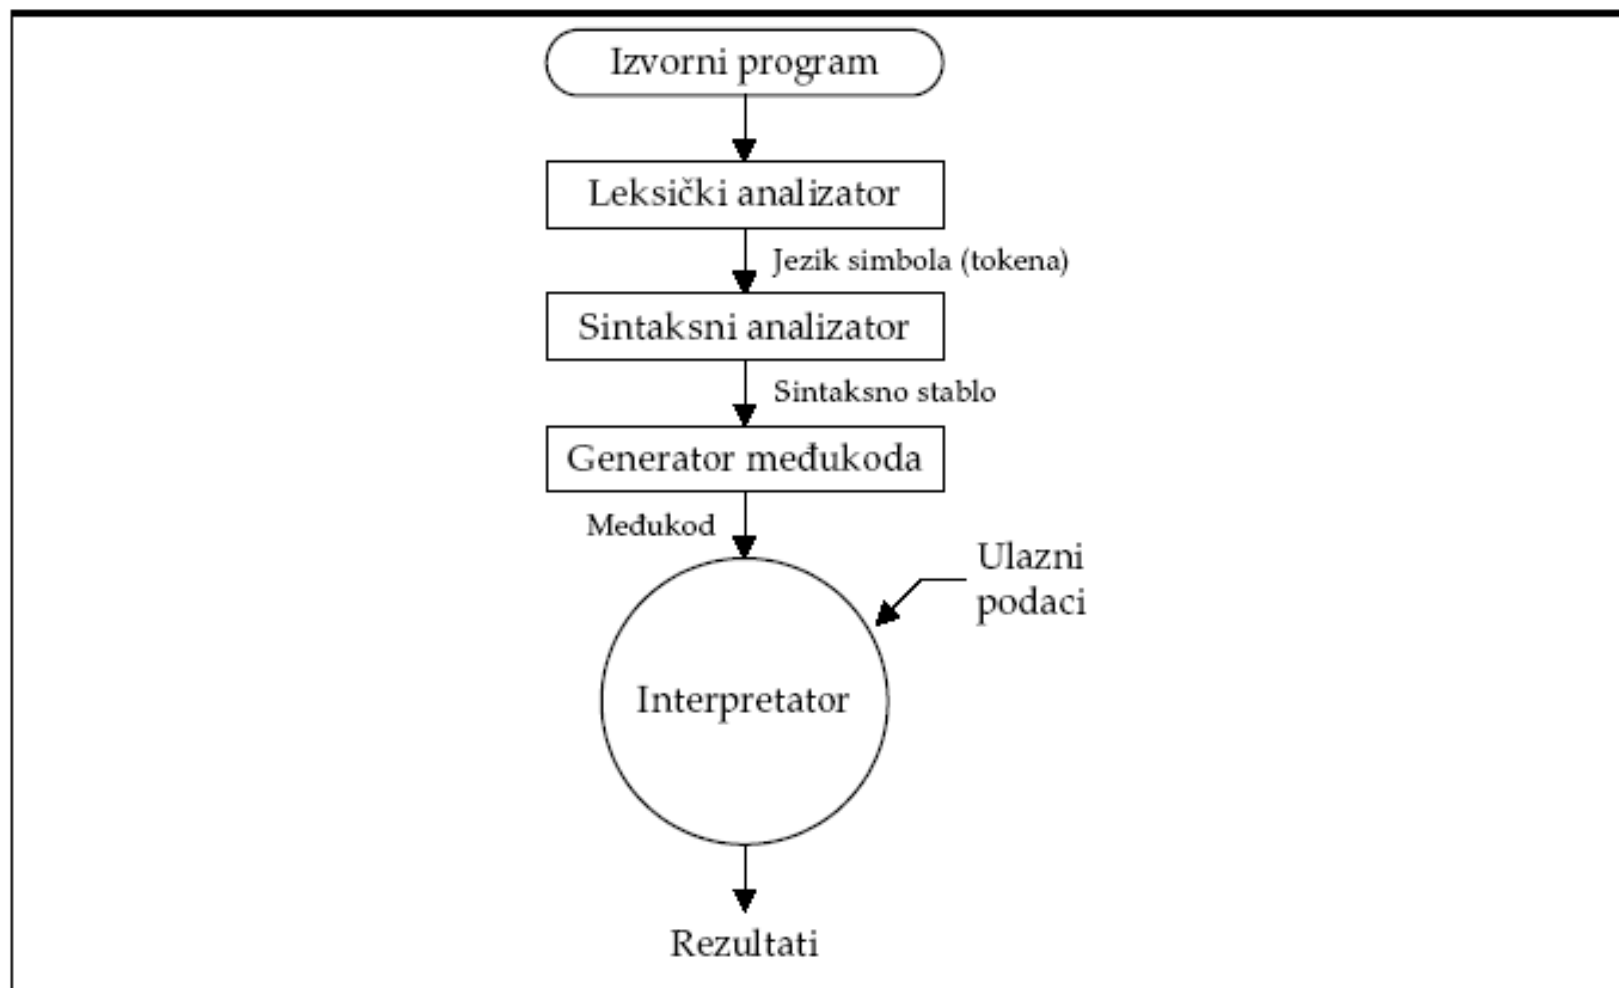 Izvorni program
Leksički analizator
Jezik simbola (tokena)
Sintaksni analizator
Sintaksno stablo
Generator međukoda
Međukod
Ulazni
podaci
Interpretator
Rezultati